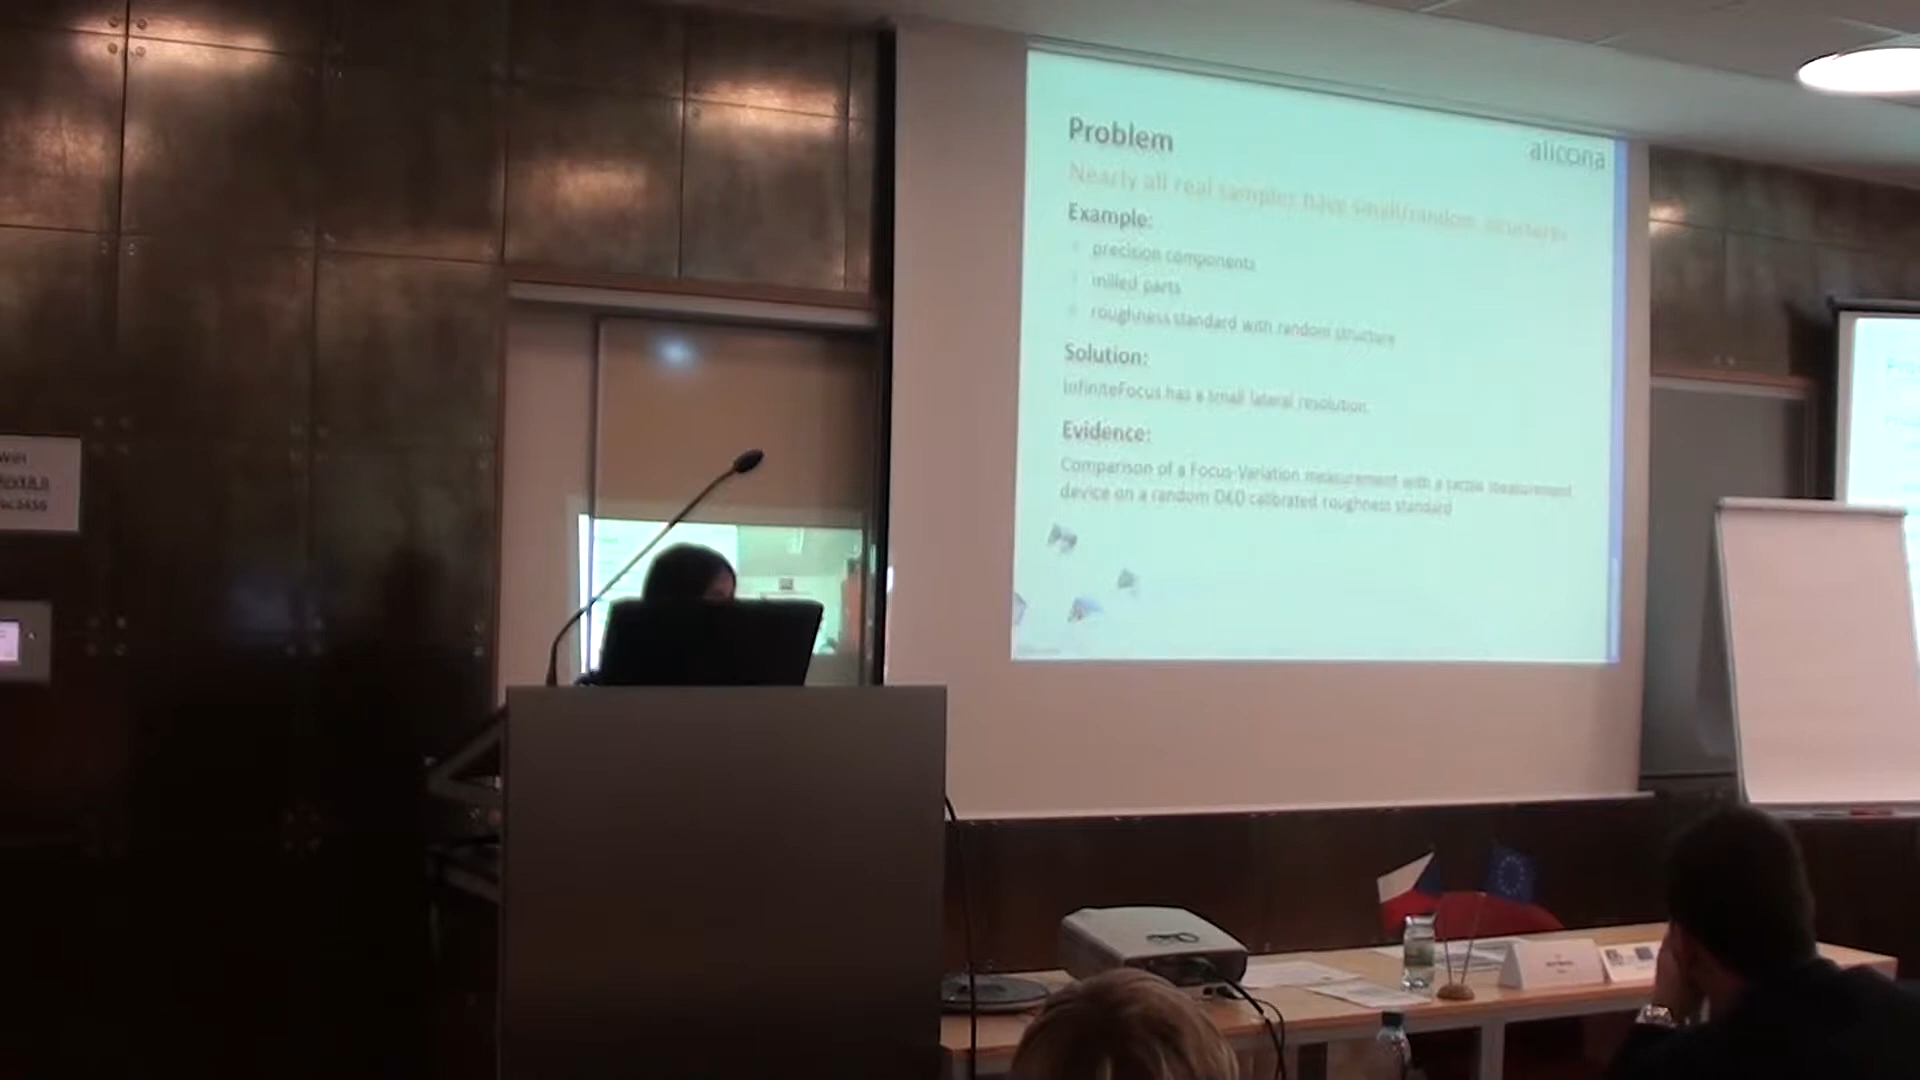 Problem
alicona
Nearly all real samples have small/random structures
Example:
precision components
milled parts
roughness standard with random structure
Solution:
InfiniteFocus has a small lateral resolution.
Evidence:
Comparison of a Focus-Variation measurement with a tactile measurement
device on a random DKD calibrated roughness standard